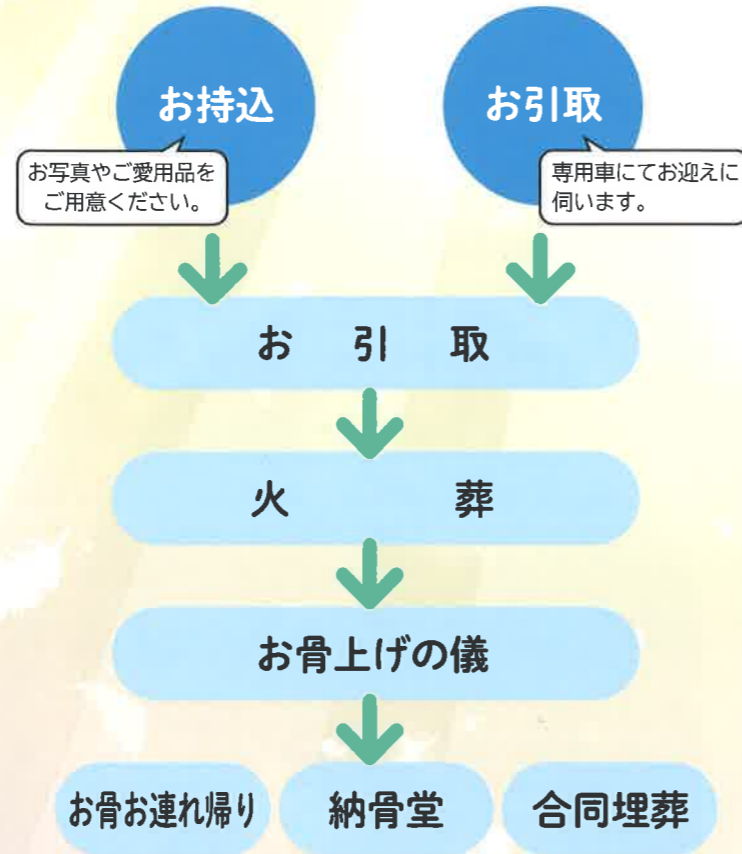 お持込
お引取
お写真やご愛用品を
ご用意ください。
専用車にてお迎えに
伺います。
お引取
火葬
お骨上げの儀
お骨お連れ帰り
納骨堂
合同埋葬